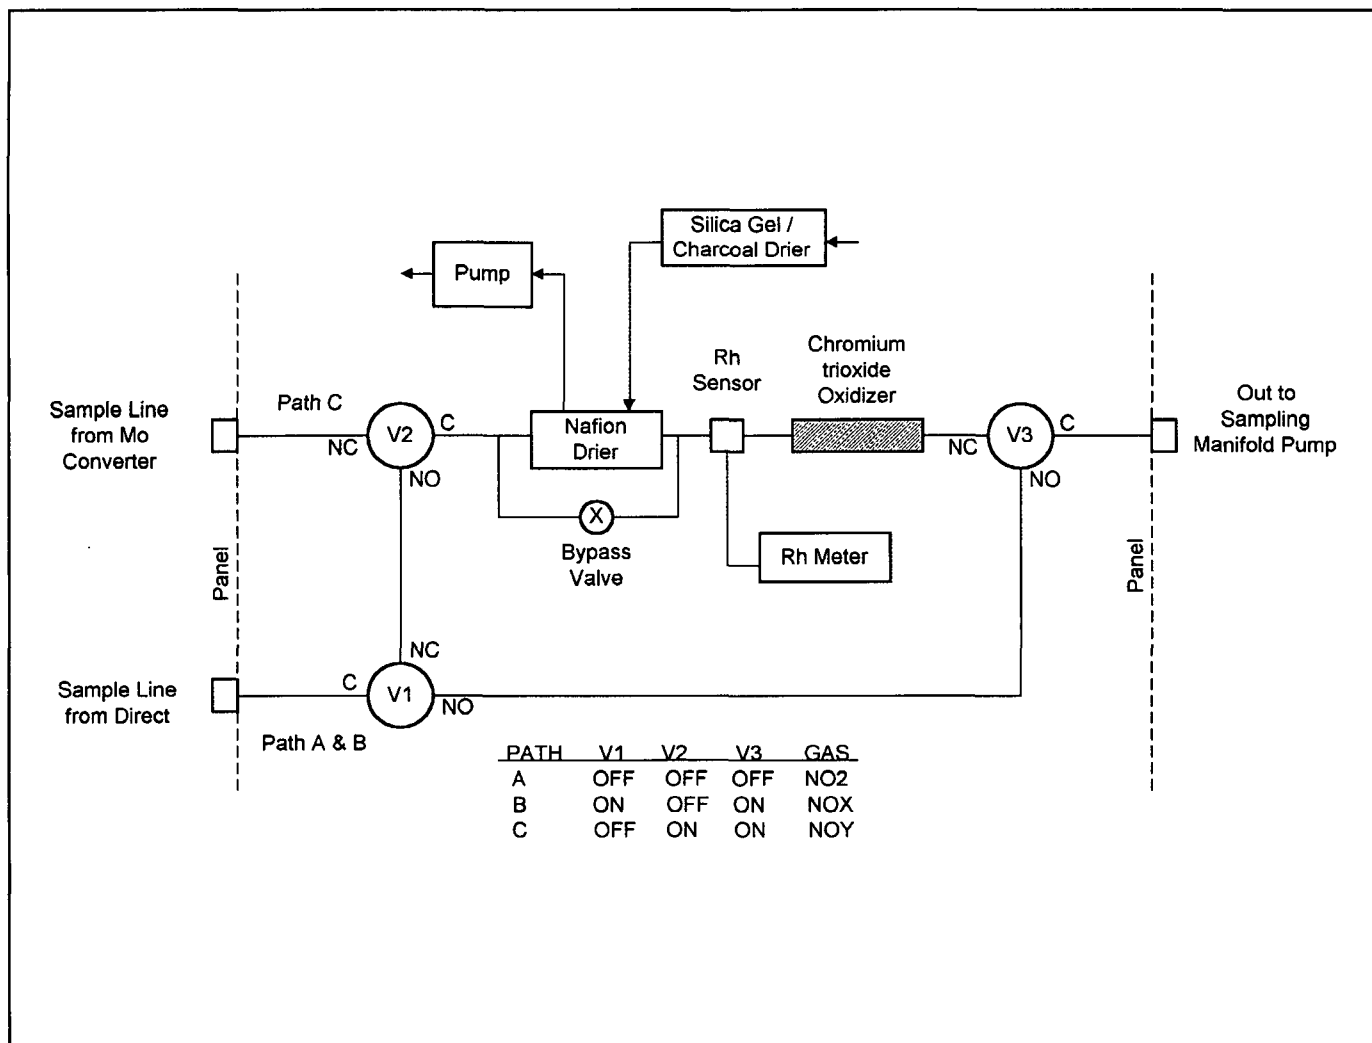 Silica Gel /
Charcoal Drier
Pump
Rh
Sensor
Chromium
trioxide
Oxidizer
Sample Line
from Mo
Converter
Path C
NC
V2
C
NO
Nafion
Drier
NC
V3
C
NO
Out to
Sampling
Manifold Pump
X
Bypass
Valve
Rh Meter
Panel
Panel
Sample Line
from Direct
C
NC
V1
NO
Path A & B
PATH V1 V2 V3 GAS
A OFF OFF OFF NO2
B ON OFF ON NOX
C OFF ON ON NOY